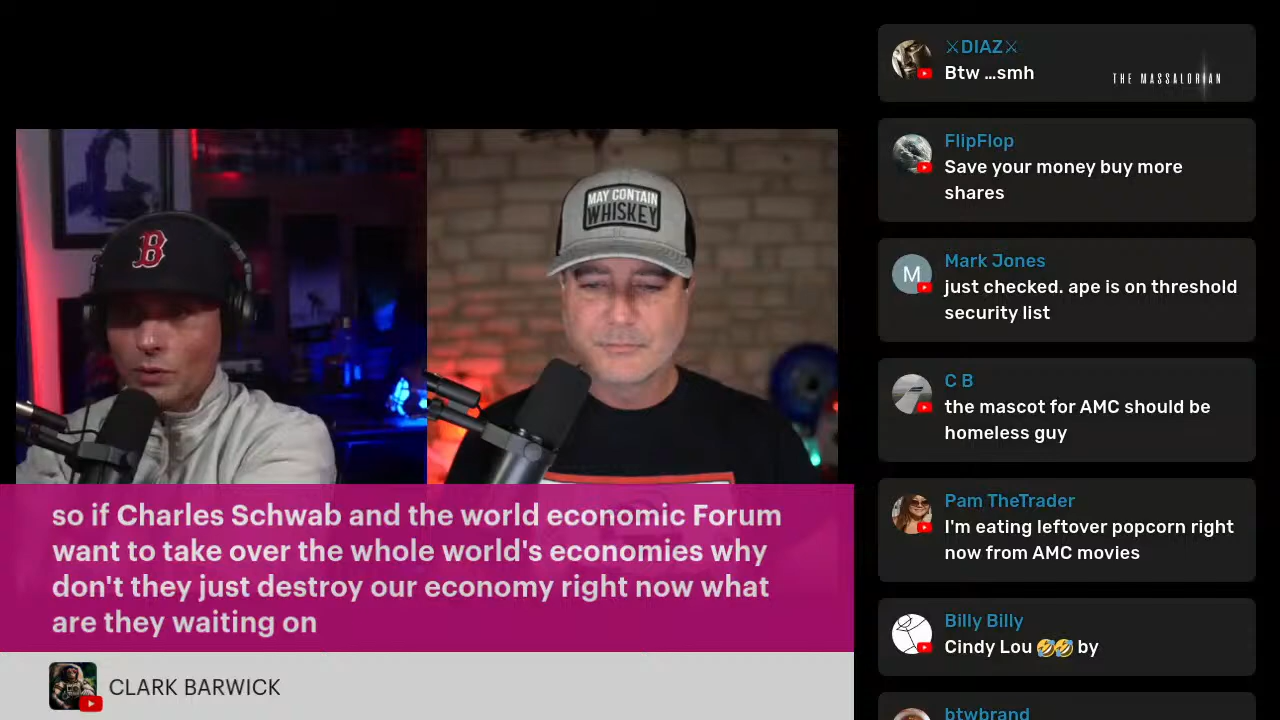 ⚔DIAZ⚔
Btw ...smh
THE MASSALORIAN
FlipFlop
Save your money buy more
shares
M
Mark Jones
just checked. ape is on threshold
security list
C B
the mascot for AMC should be
homeless guy
Pam TheTrader
I'm eating leftover popcorn right
now from AMC movies
Billy Billy
Cindy Lou 🤣🤣 by
btwbrand
B
MAY CONTAIN
WHISKEY
so if Charles Schwab and the world economic Forum
want to take over the whole world's economies why
don't they just destroy our economy right now what
are they waiting on
CLARK BARWICK